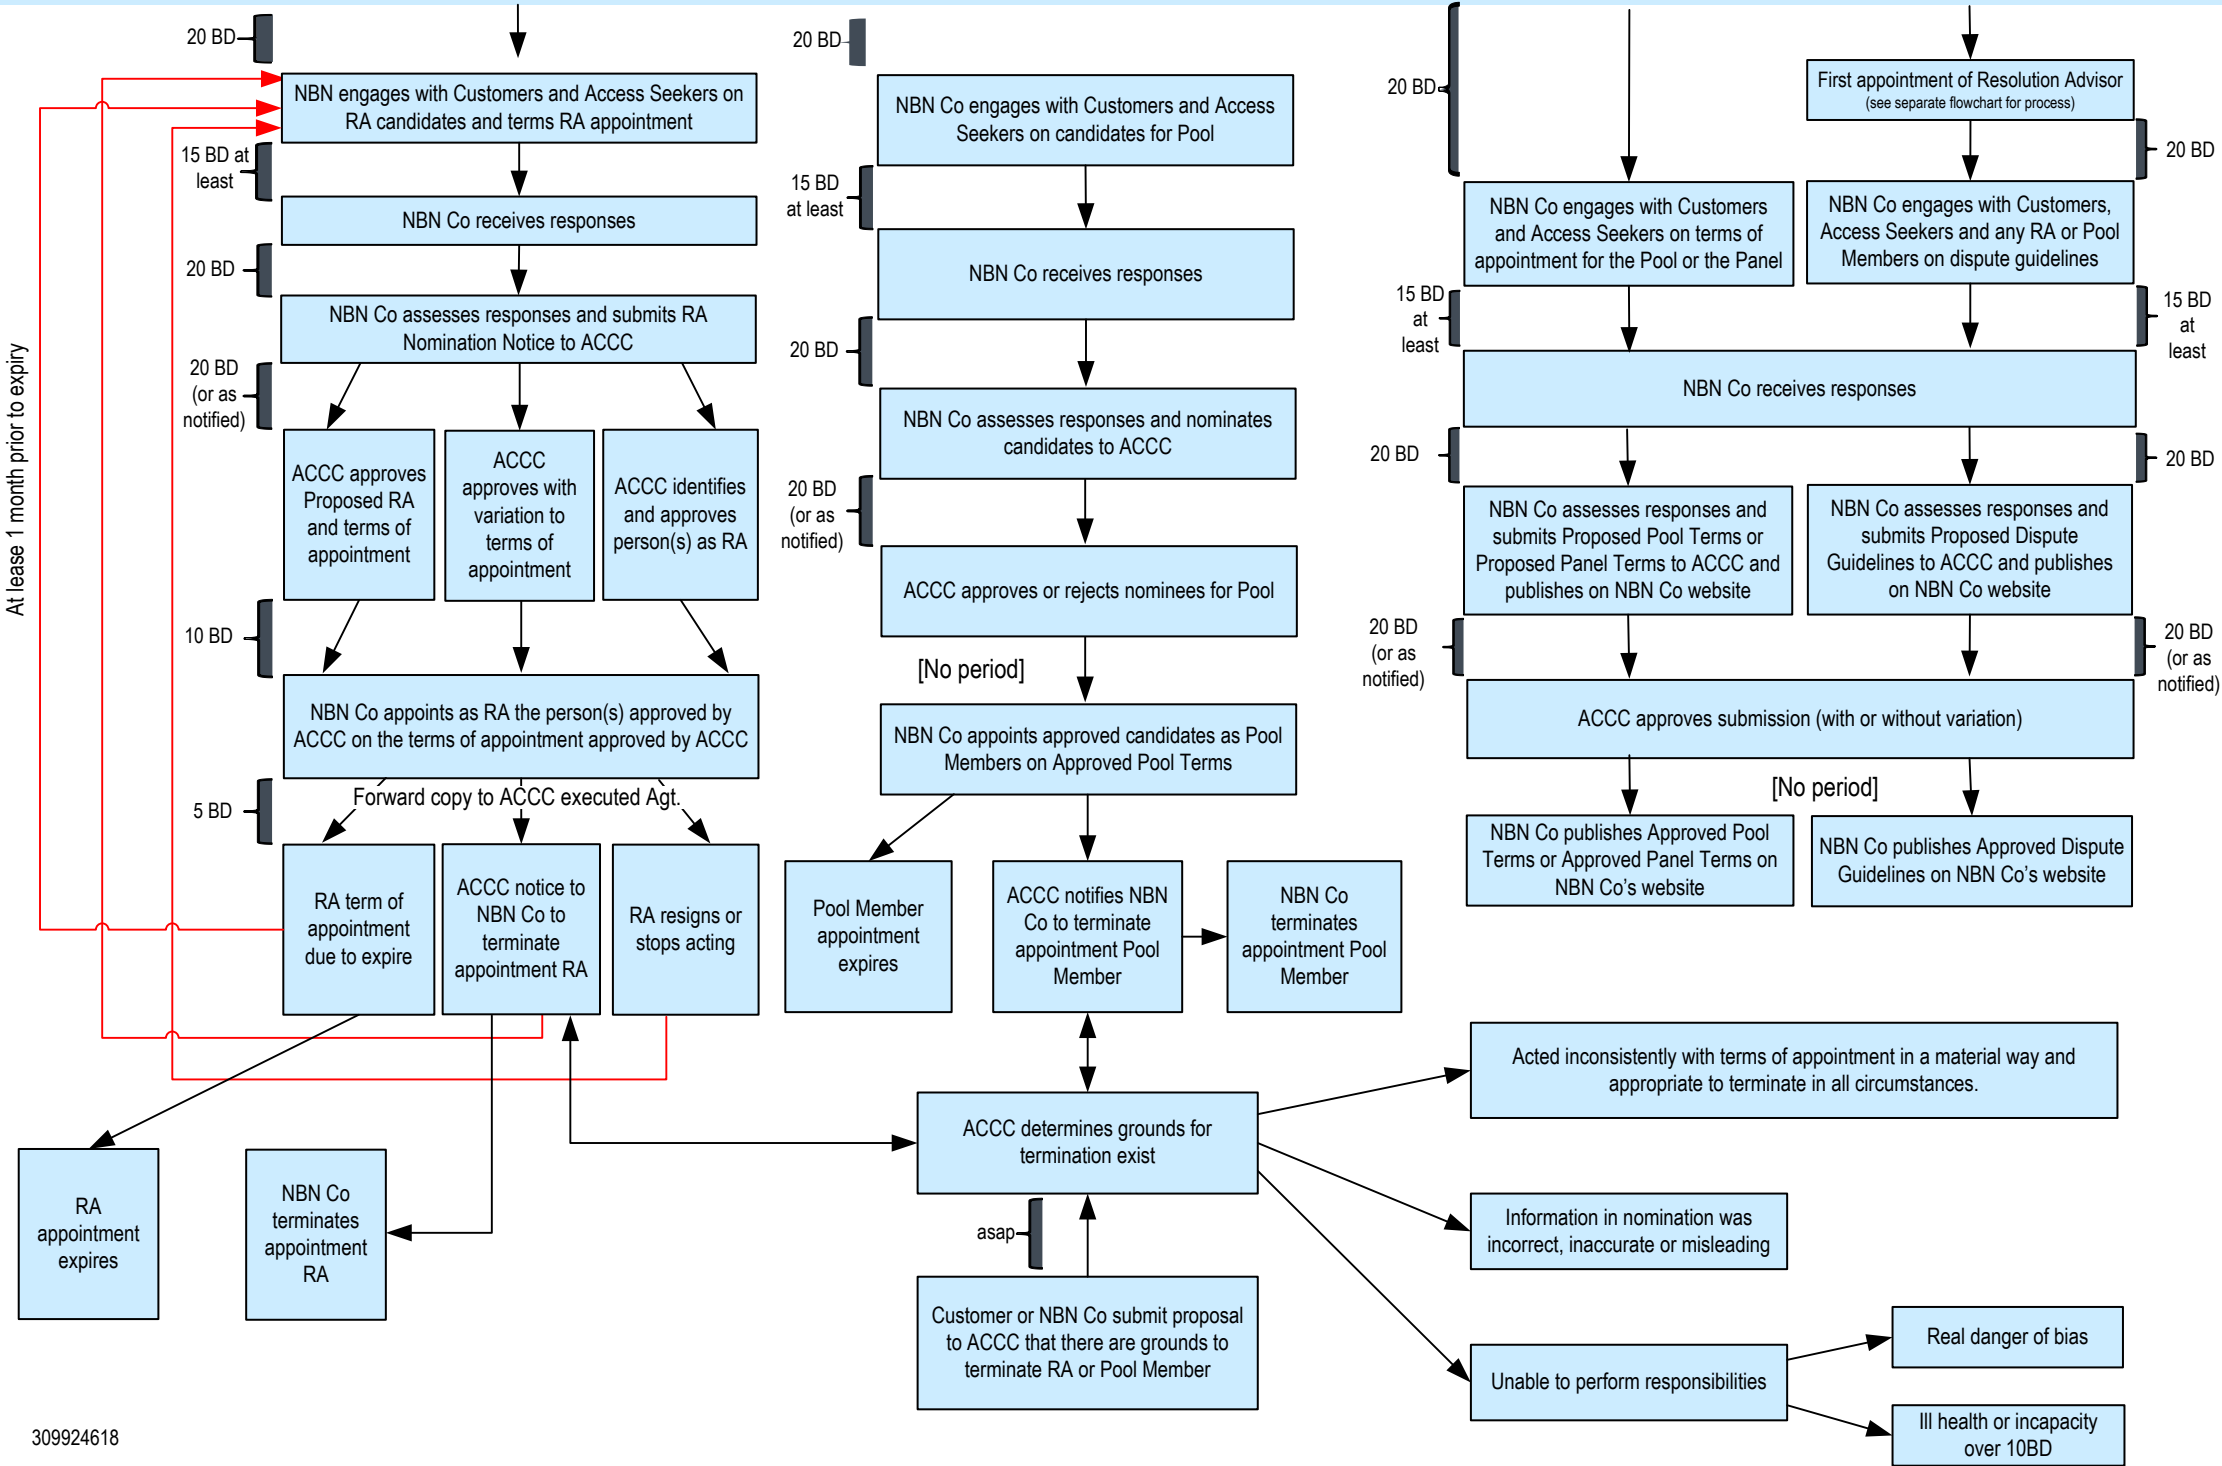 20 BD
NBN engages with Customers and Access Seekers on
RA candidates and terms RA appointment
15 BD at
least
NBN Co receives responses
20 BD
NBN Co assesses responses and submits RA
Nomination Notice to ACCC
20 BD
(or as
notified)
ACCC approves
Proposed RA
and terms of
appointment
ACCC
approves with
variation to
terms of
appointment
ACCC identifies
and approves
person(s) as RA
10 BD
NBN Co appoints as RA the person(s) approved by
ACCC on the terms of appointment approved by ACCC
5 BD
Forward copy to ACCC executed Agt.
RA term of
appointment
due to expire
ACCC notice to
NBN Co to
terminate
appointment RA
RA resigns or
stops acting
At lease 1 month prior to expiry
RA
appointment
expires
NBN Co
terminates
appointment
RA
20 BD
NBN Co engages with Customers and Access
Seekers on candidates for Pool
15 BD
at least
NBN Co receives responses
20 BD
NBN Co assesses responses and nominates
candidates to ACCC
20 BD
(or as
notified)
ACCC approves or rejects nominees for Pool
[No period]
NBN Co appoints approved candidates as Pool
Members on Approved Pool Terms
Pool Member
appointment
expires
ACCC notifies NBN
Co to terminate
appointment Pool
Member
NBN Co
terminates
appointment Pool
Member
ACCC determines grounds for
termination exist
asap
Customer or NBN Co submit proposal
to ACCC that there are grounds to
terminate RA or Pool Member
20 BD
First appointment of Resolution Advisor
(see separate flowchart for process)
20 BD
NBN Co engages with Customers
and Access Seekers on terms of
appointment for the Pool or the Panel
NBN Co engages with Customers,
Access Seekers and any RA or Pool
Members on dispute guidelines
15 BD
at
least
15 BD
at
least
NBN Co receives responses
20 BD
20 BD
NBN Co assesses responses and
submits Proposed Pool Terms or
Proposed Panel Terms to ACCC and
publishes on NBN Co website
NBN Co assesses responses and
submits Proposed Dispute
Guidelines to ACCC and publishes
on NBN Co website
20 BD
(or as
notified)
20 BD
(or as
notified)
ACCC approves submission (with or without variation)
[No period]
NBN Co publishes Approved Pool
Terms or Approved Panel Terms on
NBN Co's website
NBN Co publishes Approved Dispute
Guidelines on NBN Co's website
Acted inconsistently with terms of appointment in a material way and
appropriate to terminate in all circumstances.
Information in nomination was
incorrect, inaccurate or misleading
Unable to perform responsibilities
Real danger of bias
Ill health or incapacity
over 10BD
309924618